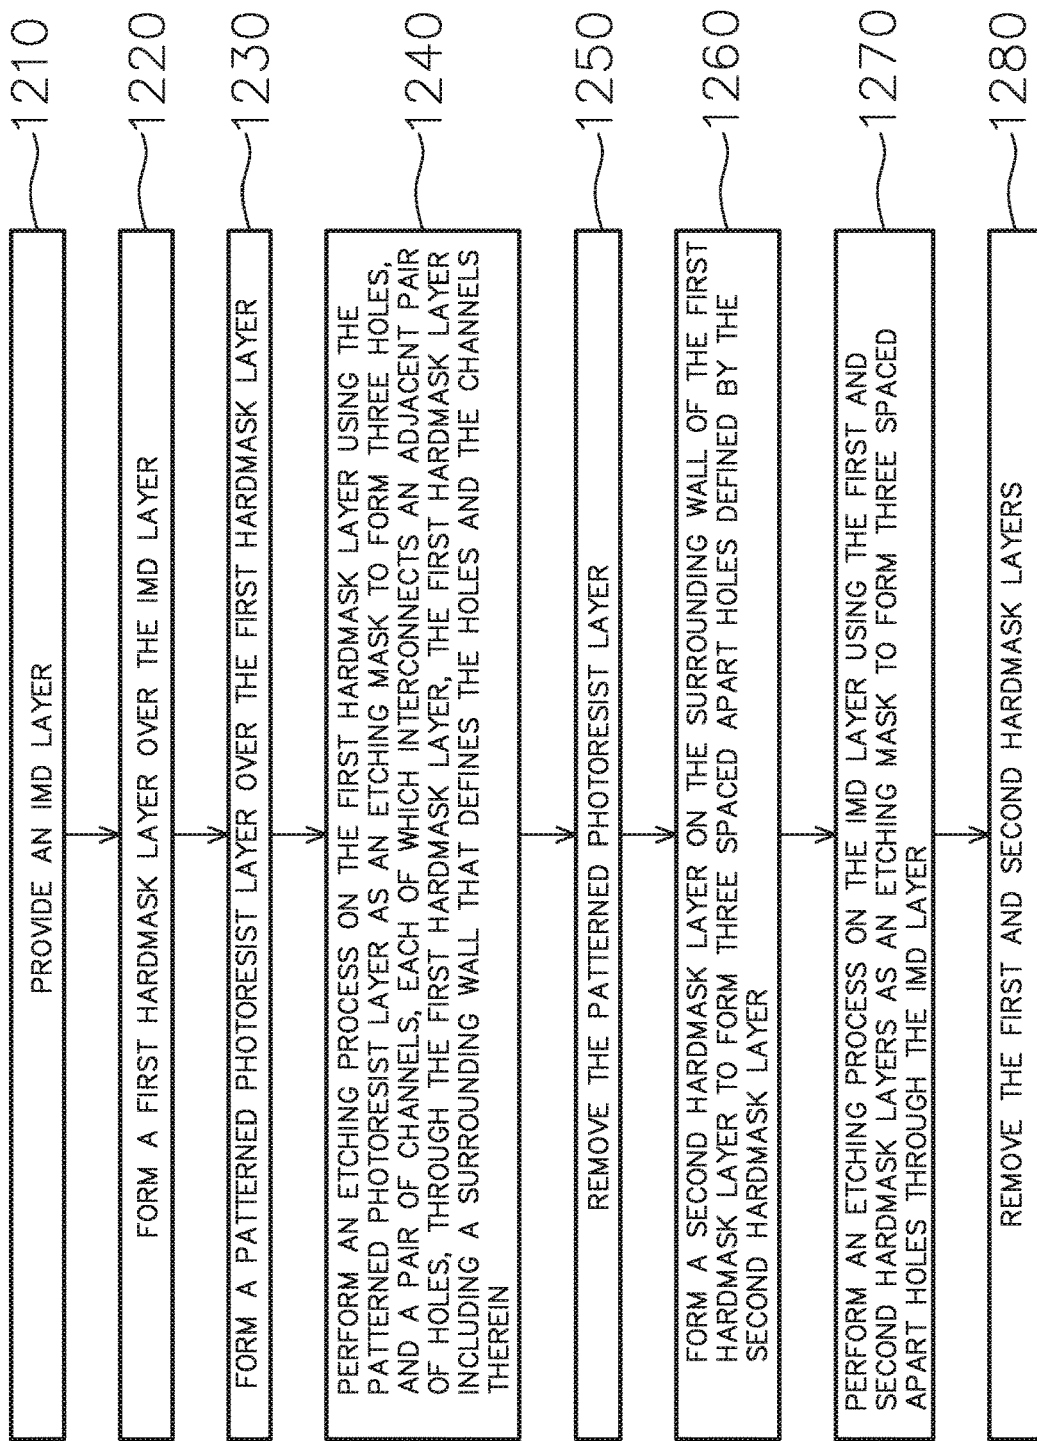 PROVIDE AN IMD LAYER
1210
FORM A FIRST HARDMASK LAYER OVER THE IMD LAYER
1220
FORM A PATTERNED PHOTORESIST LAYER OVER THE FIRST HARDMASK LAYER
1230
PERFORM AN ETCHING PROCESS ON THE FIRST HARDMASK LAYER USING THE
PATTERNED PHOTORESIST LAYER AS AN ETCHING MASK TO FORM THREE HOLES,
AND A PAIR OF CHANNELS, EACH OF WHICH INTERCONNECTS AN ADJACENT PAIR
OF HOLES, THROUGH THE FIRST HARDMASK LAYER, THE FIRST HARDMASK LAYER
INCLUDING A SURROUNDING WALL THAT DEFINES THE HOLES AND THE CHANNELS
THEREIN
1240
REMOVE THE PATTERNED PHOTORESIST LAYER
1250
FORM A SECOND HARDMASK LAYER ON THE SURROUNDING WALL OF THE FIRST
HARDMASK LAYER TO FORM THREE SPACED APART HOLES DEFINED BY THE
SECOND HARDMASK LAYER
1260
PERFORM AN ETCHING PROCESS ON THE IMD LAYER USING THE FIRST AND
SECOND HARDMASK LAYERS AS AN ETCHING MASK TO FORM THREE SPACED
APART HOLES THROUGH THE IMD LAYER
1270
REMOVE THE FIRST AND SECOND HARDMASK LAYERS
1280